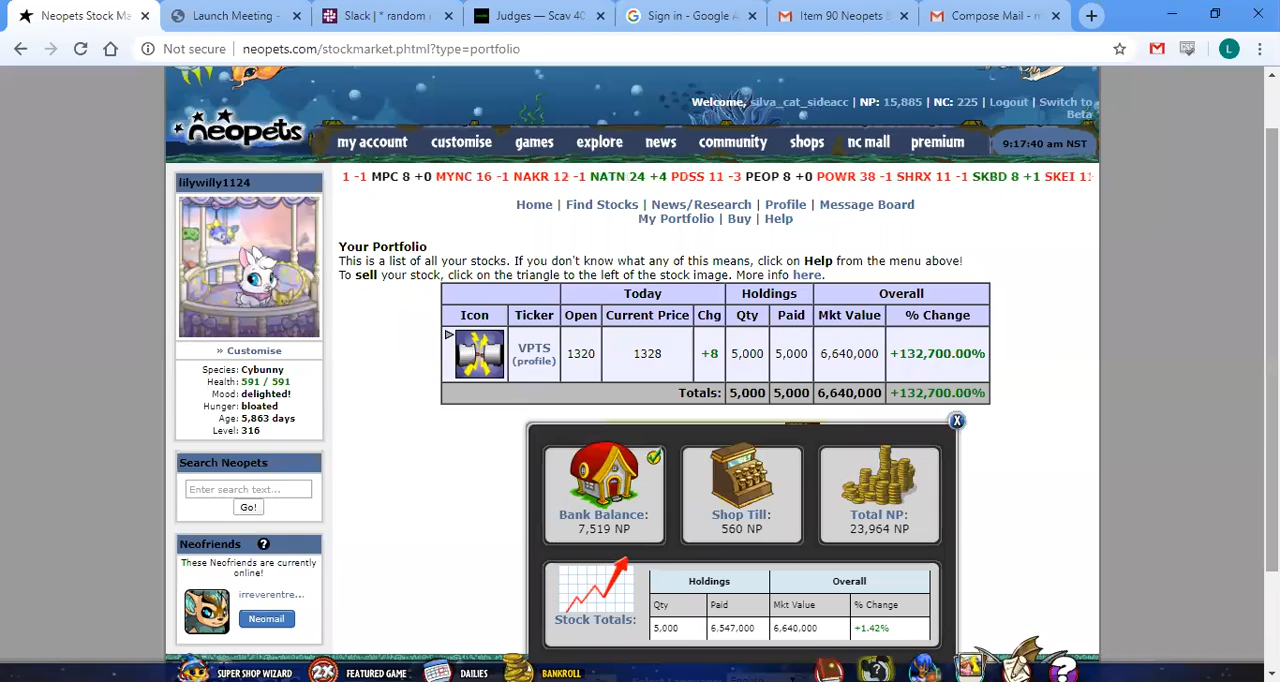 Neopets Stock Ma
Launch Meeting -
Slack | * random
Judges — Scav 40
Sign in - Google A
Item 90 Neopets
Compose Mail - m
Not secure | neopets.com/stockmarket.phtml?type=portfolio
L
Welcome, silva_cat_sideacc | NP: 15,885 | NC: 225 | Logout | Switch to
Beta
neopets
my account customise games explore news community shops nc mall premium 9:17:40 am NST
lilywilly1124
1 -1 MPC 8 +0 MYNC 16 -1 NAKR 12 -1 NATN 24 +4 PDSS 11 -3 PEOP 8 +0 POWR 38 -1 SHRX 11 -1 SKBD 8 +1 SKEI 11
Home | Find Stocks | News/Research | Profile | Message Board
My Portfolio | Buy | Help
Your Portfolio
This is a list of all your stocks. If you don't know what any of this means, click on Help from the menu above!
To sell your stock, click on the triangle to the left of the stock image. More info here.
Today Holdings Overall
Icon Ticker Open Current Price Chg Qty Paid Mkt Value % Change
VPTS
(profile)
1320 1328 +8 5,000 5,000 6,640,000 +132,700.00%
Totals: 5,000 5,000 6,640,000 +132,700.00%
» Customise
Species: Cybunny
Health: 591 / 591
Mood: delighted!
Hunger: bloated
Age: 5,863 days
Level: 316
Search Neopets
Enter search text...
Go!
Neofriends ?
These Neofriends are currently
online!
irreverentre...
Neomail
X
Bank Balance:
7,519 NP
Shop Till:
560 NP
Total NP:
23,964 NP
Stock Totals:
Holdings Overall
Qty Paid Mkt Value % Change
5,000 6,547,000 6,640,000 +1.42%
SUPER SHOP WIZARD 2X FEATURED GAME DAILIES BANKROLL